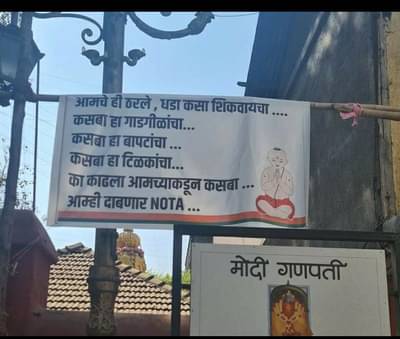 आमचे ही ठरले , धडा कसा शिकवायचा ....
कसबा हा गाडगीळांचा...
कसबा हा बापटांचा ...
कसबा हा टिळकांचा...
का काढला आमच्याकडून कसबा ...
आम्ही दाबणार NOTA ...
मोदी गणपती